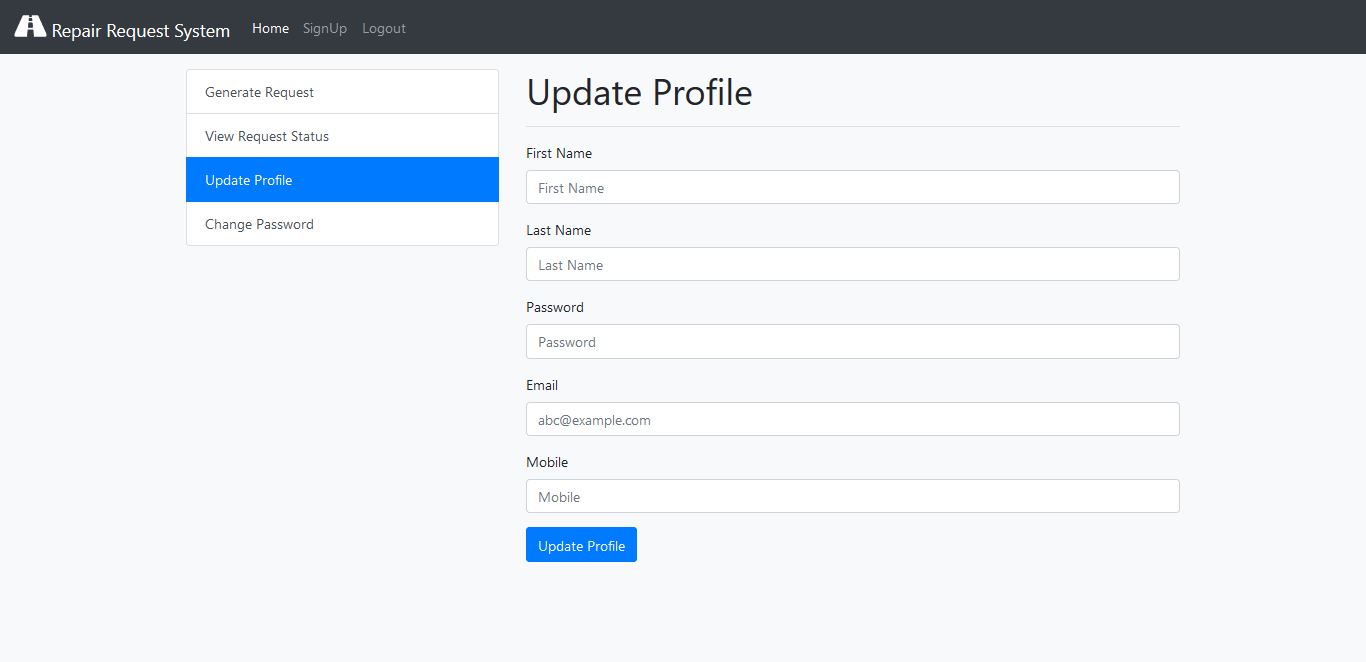 Repair Request System Home SignUp Logout
Generate Request
View Request Status
Update Profile
Change Password
Update Profile
First Name
First Name
Last Name
Last Name
Password
Password
Email
abc@example.com
Mobile
Mobile
Update Profile